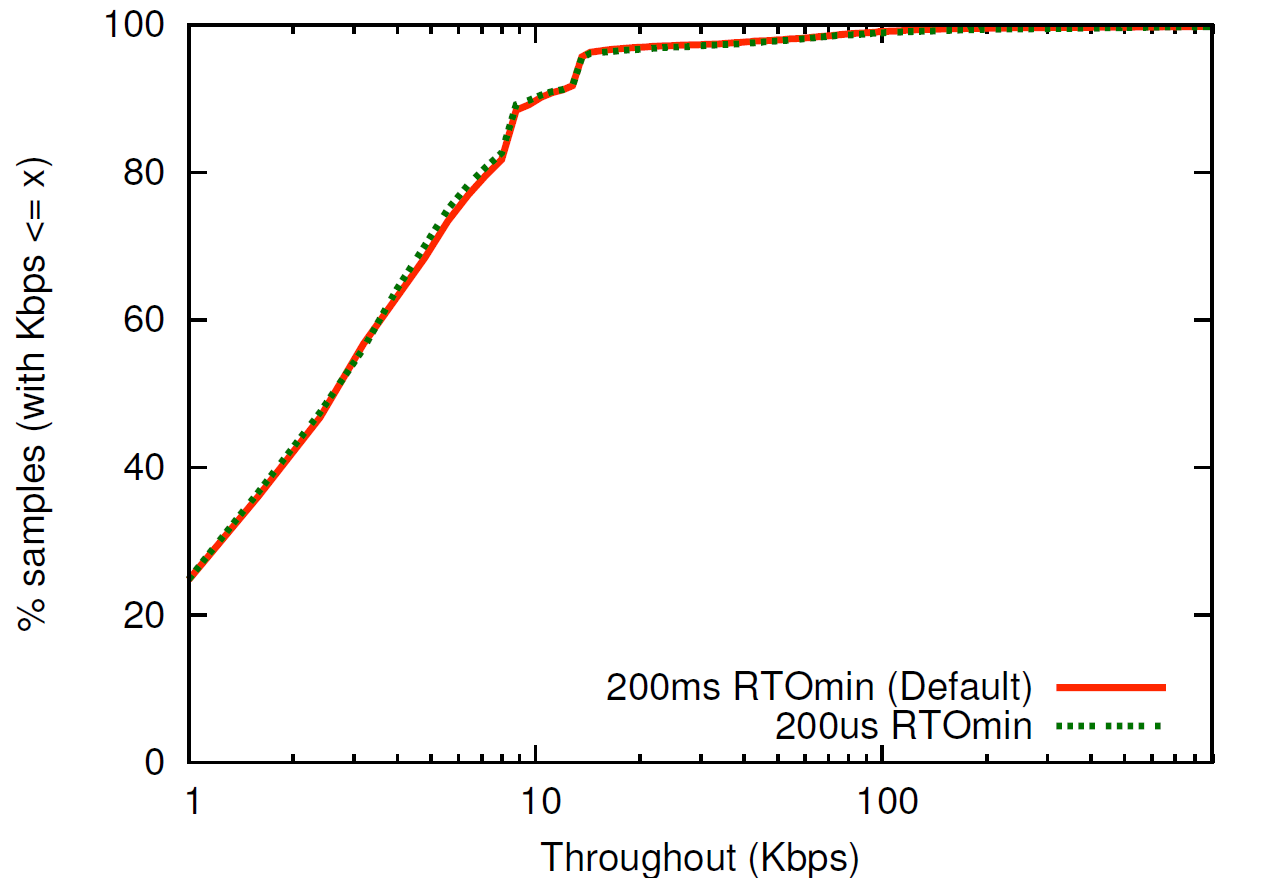 100
80
60
40
20
0
% samples (with Kbps <= x)
200ms RTOmin (Default)
200us RTOmin
1 10 100
Throughout (Kbps)